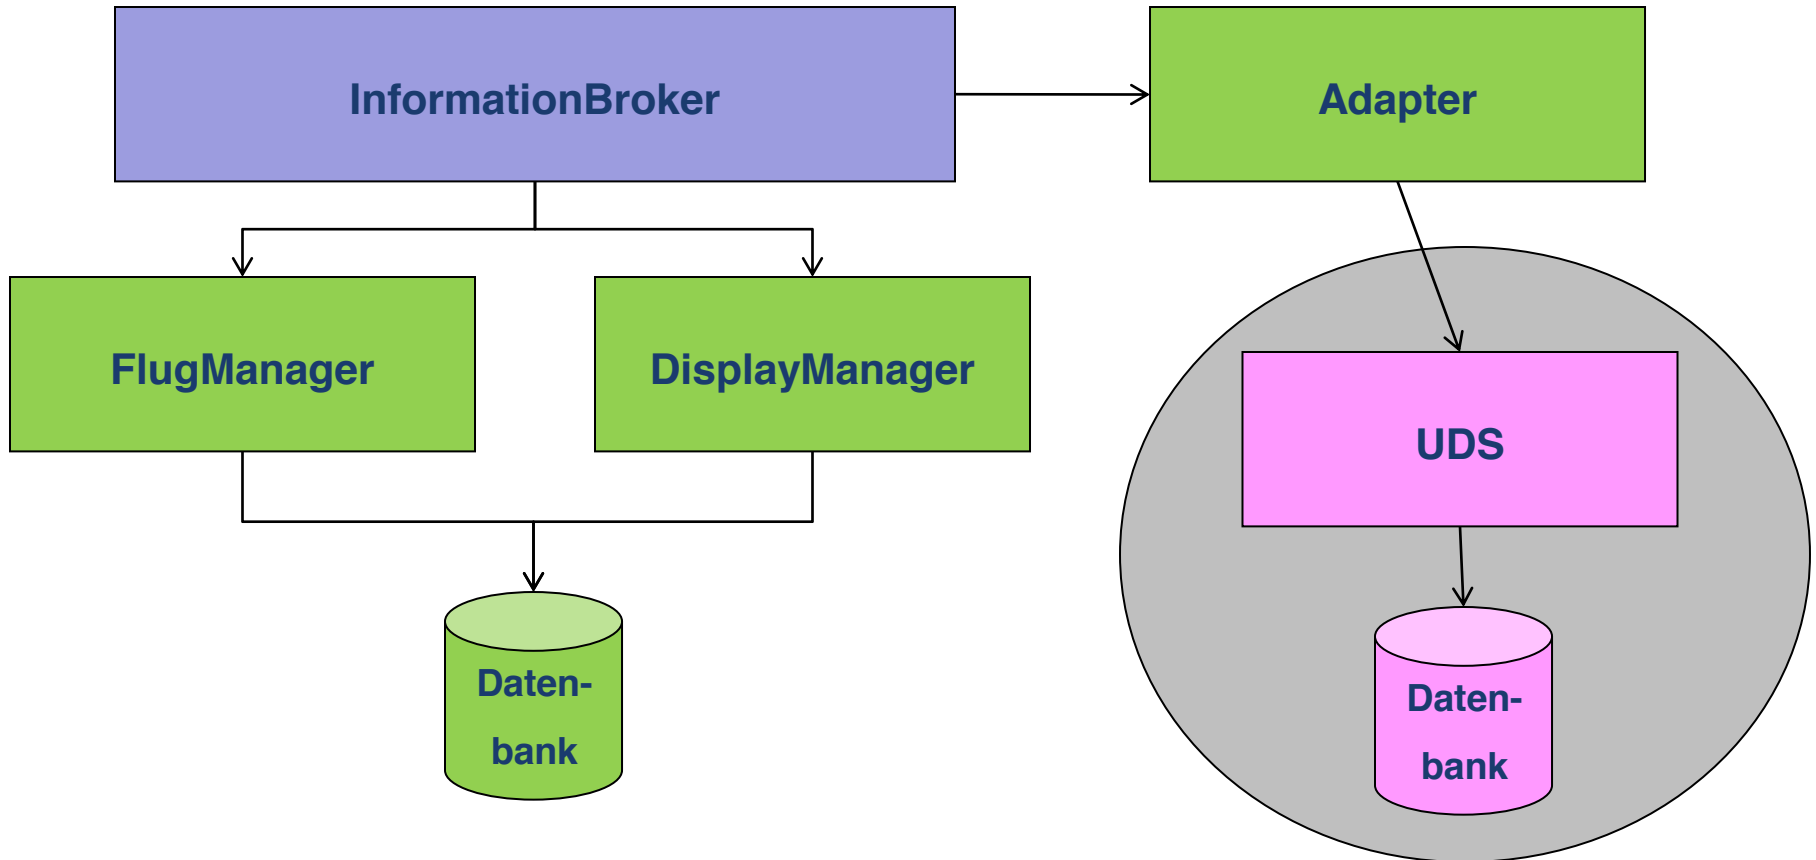 InformationBroker
Adapter
FlugManager
DisplayManager
UDS
Daten-
bank
Daten-
bank